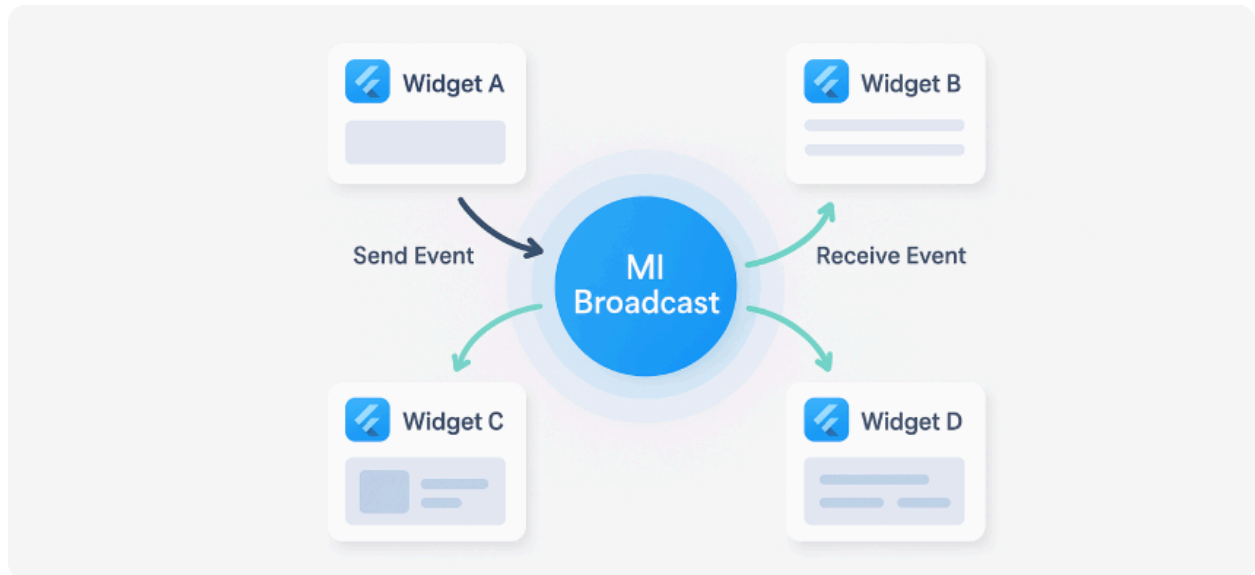 Widget A
Widget B
Send Event
MI
Broadcast
Receive Event
Widget C
Widget D